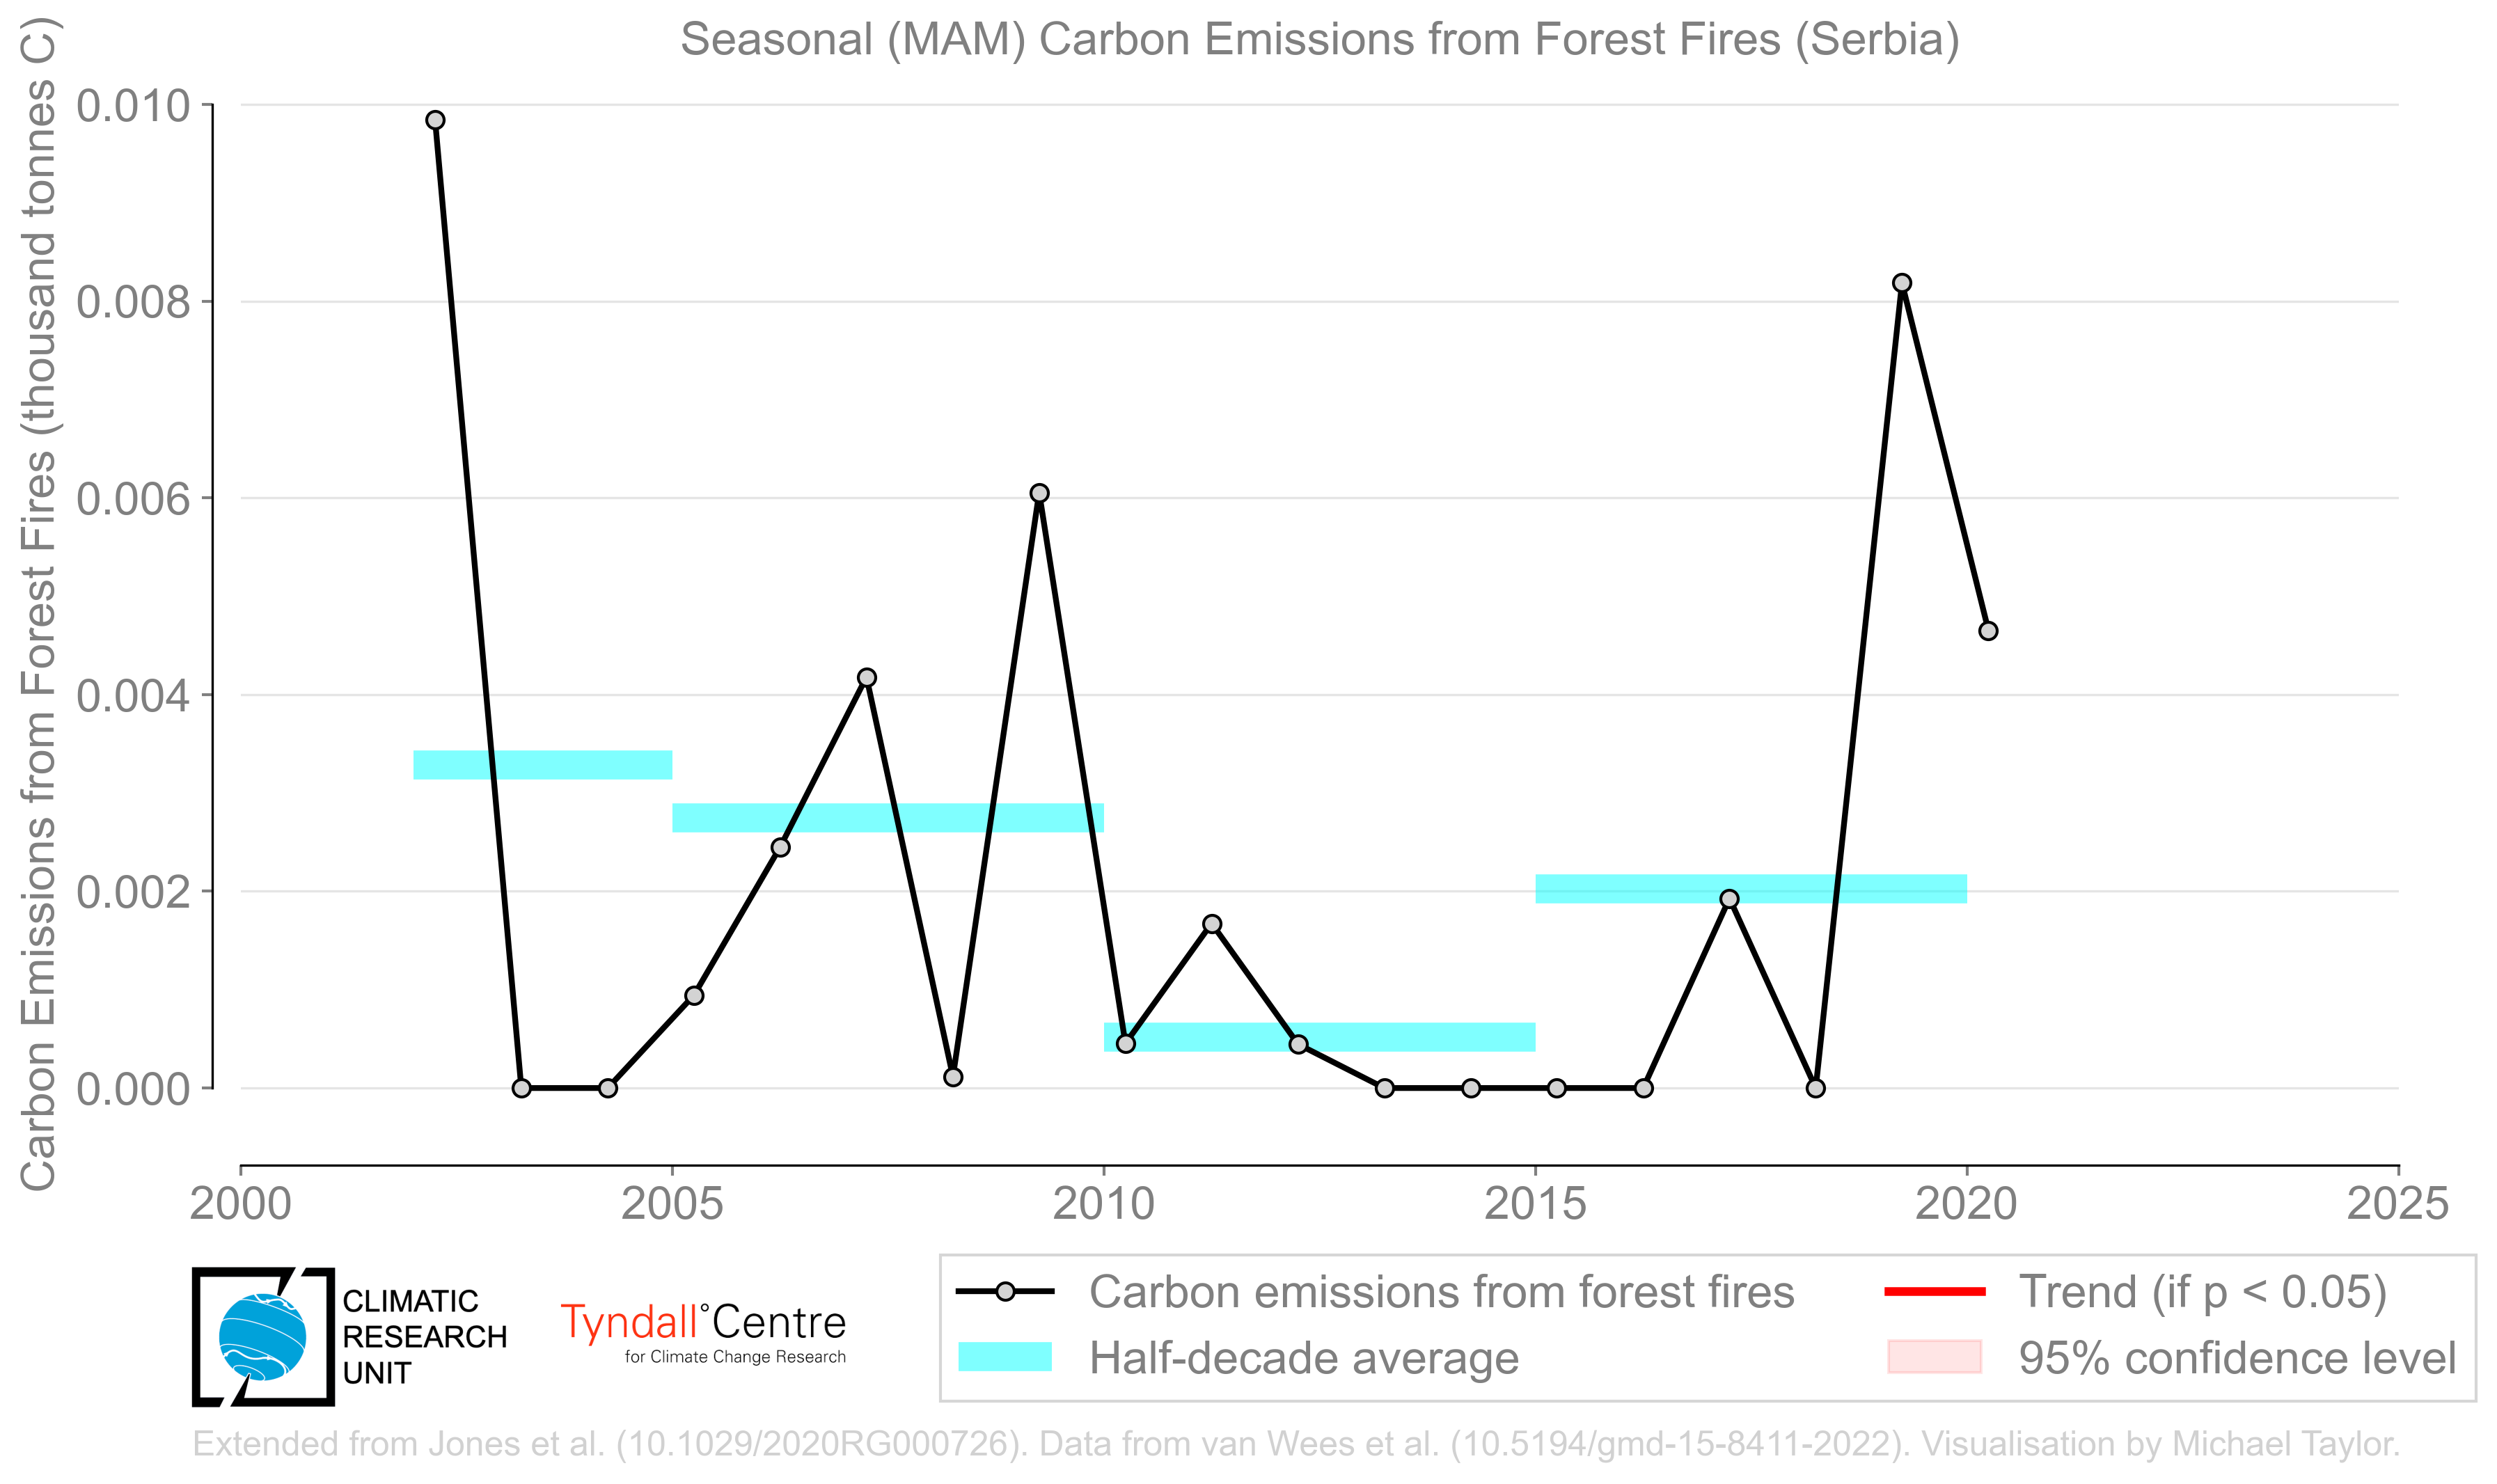 Seasonal (MAM) Carbon Emissions from Forest Fires (Serbia)
Carbon Emissions from Forest Fires (thousand tonnes C)
0.010
0.008
0.006
0.004
0.002
0.000
2000 2005 2010 2015 2020 2025
CLIMATIC
RESEARCH
UNIT
Tyndall°Centre
for Climate Change Research
Carbon emissions from forest fires
Half-decade average
Trend (if p < 0.05)
95% confidence level
Extended from Jones et al. (10.1029/2020RG000726). Data from van Wees et al. (10.5194/gmd-15-8411-2022). Visualisation by Michael Taylor.